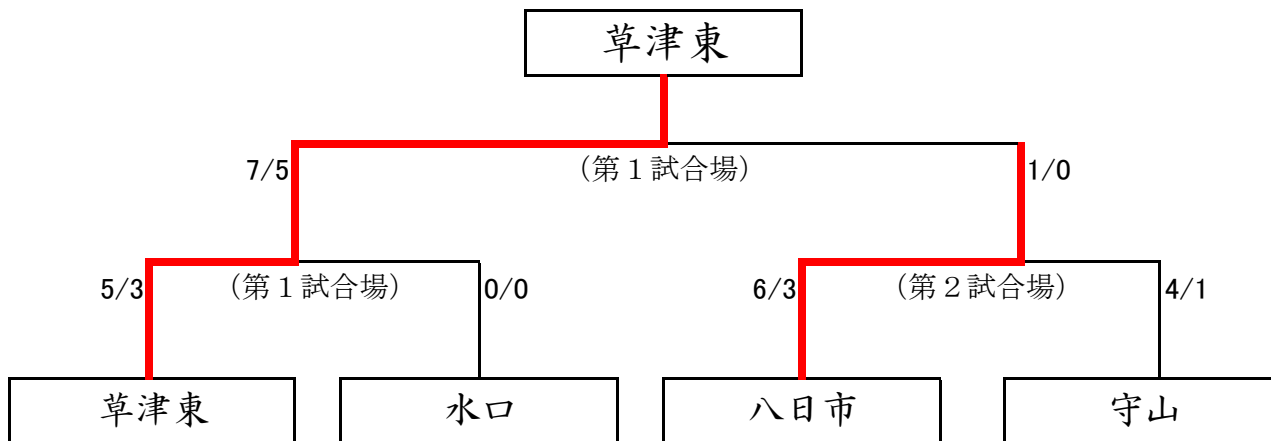 草津東
7/5 (第１試合場) 1/0
5/3 (第１試合場) 0/0 6/3 (第２試合場) 4/1
草津東 水口 八日市 守山